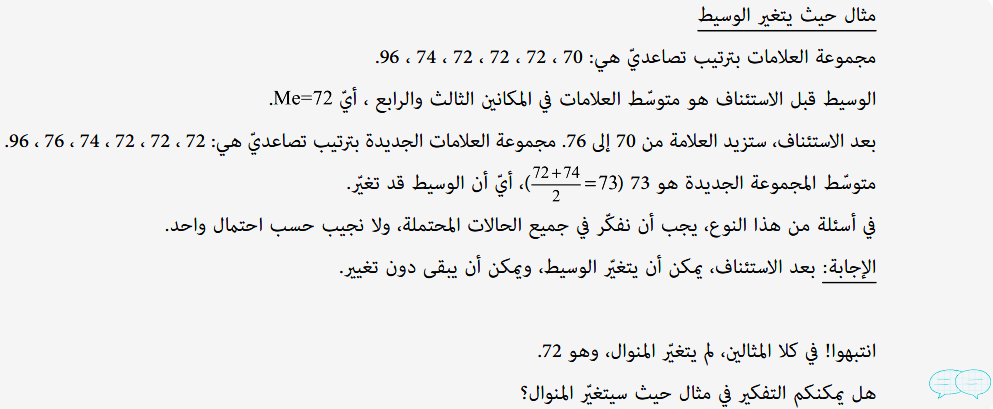 مثال حيث يتغير الوسيط
مجموعة العلامات بترتيب تصاعديّ هي: 70 ، 72 ، 72 ، 72 ، 74 ، 96.
الوسيط قبل الاستئناف هو متوسّط العلامات في المكانين الثالث والرابع ، أيّ Me=72.
بعد الاستئناف، ستزيد العلامة من 70 إلى 76. مجموعة العلامات الجديدة بترتيب تصاعديّ هي: 72 ، 72 ، 72 ، 74 ، 76 ، 96.
متوسّط المجموعة الجديدة هو 73 (\frac{72+74}{2}=73)، أيّ أن الوسيط قد تغيّر.
في أسئلة من هذا النوع، يجب أن نفكّر في جميع الحالات المحتملة، ولا نجيب حسب احتمال واحد.
الإجابة: بعد الاستئناف، يمكن أن يتغيّر الوسيط، ويمكن أن يبقى دون تغيير.
انتبهوا! في كلا المثالين، لم يتغيّر المنوال، وهو 72.
هل يمكنكم التفكير في مثال حيث سيتغيّر المنوال؟